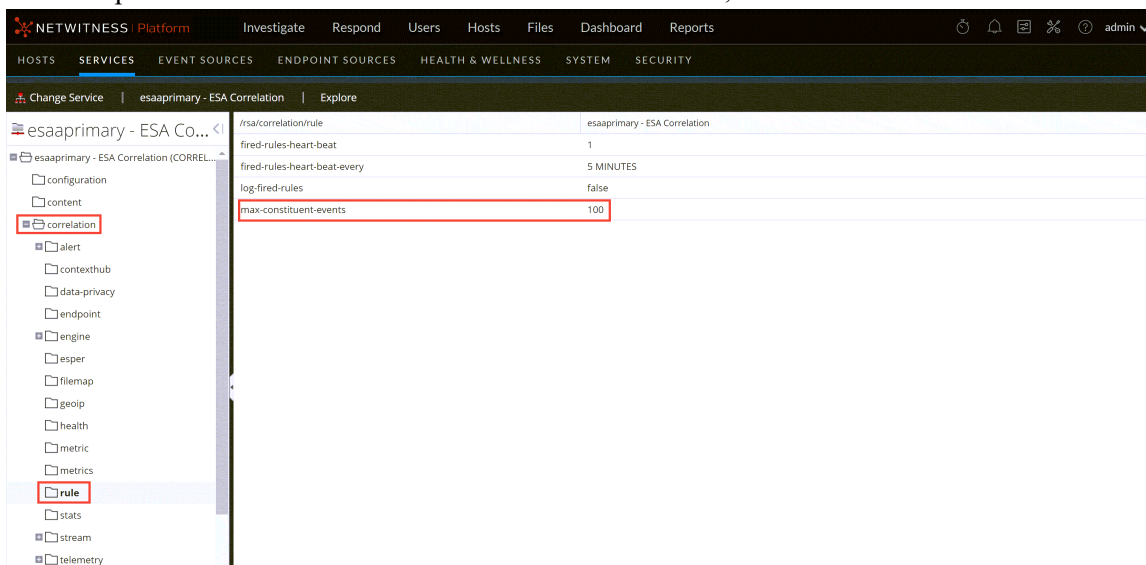 NETWITNESS | Platform Investigate Respond Users Hosts Files Dashboard Reports admin
HOSTS SERVICES EVENT SOURCES ENDPOINT SOURCES HEALTH & WELLNESS SYSTEM SECURITY
Change Service | esaaprimary - ESA Correlation | Explore
esaaprimary - ESA Co...
esaaprimary - ESA Correlation (CORREL...
configuration
content
correlation
alert
contexthub
data-privacy
endpoint
engine
esper
filemap
geoip
health
metric
metrics
rule
stats
stream
telemetry
/rsa/correlation/rule esaaprimary - ESA Correlation
fired-rules-heart-beat 1
fired-rules-heart-beat-every 5 MINUTES
log-fired-rules false
max-constituent-events 100